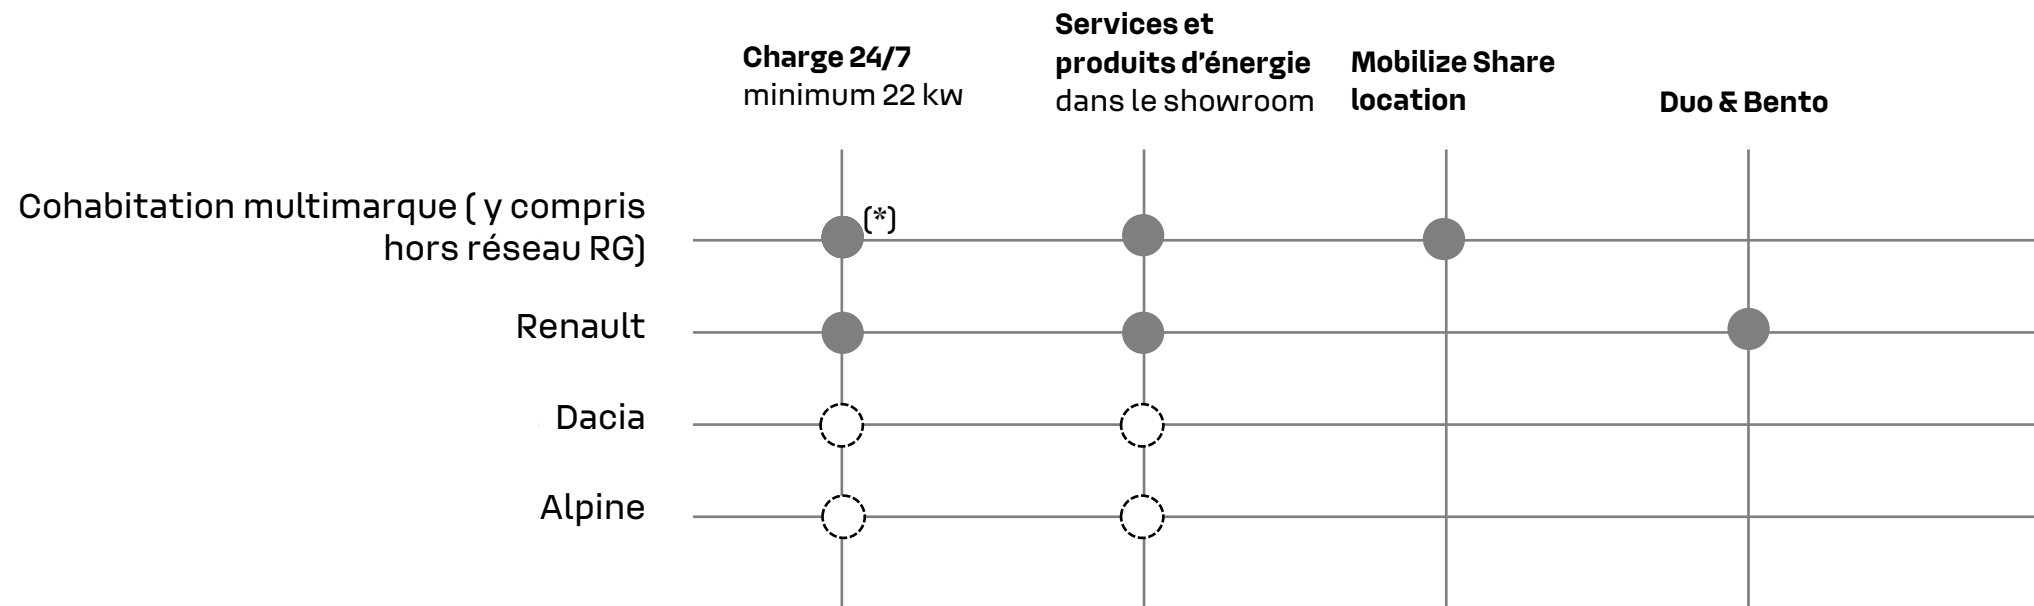 Charge 24/7
minimum 22 kw
Services et
produits d'énergie
dans le showroom
Mobilize Share
location
Duo & Bento
Cohabitation multimarque ( y compris
hors réseau RG)
(*)
Renault
Dacia
Alpine